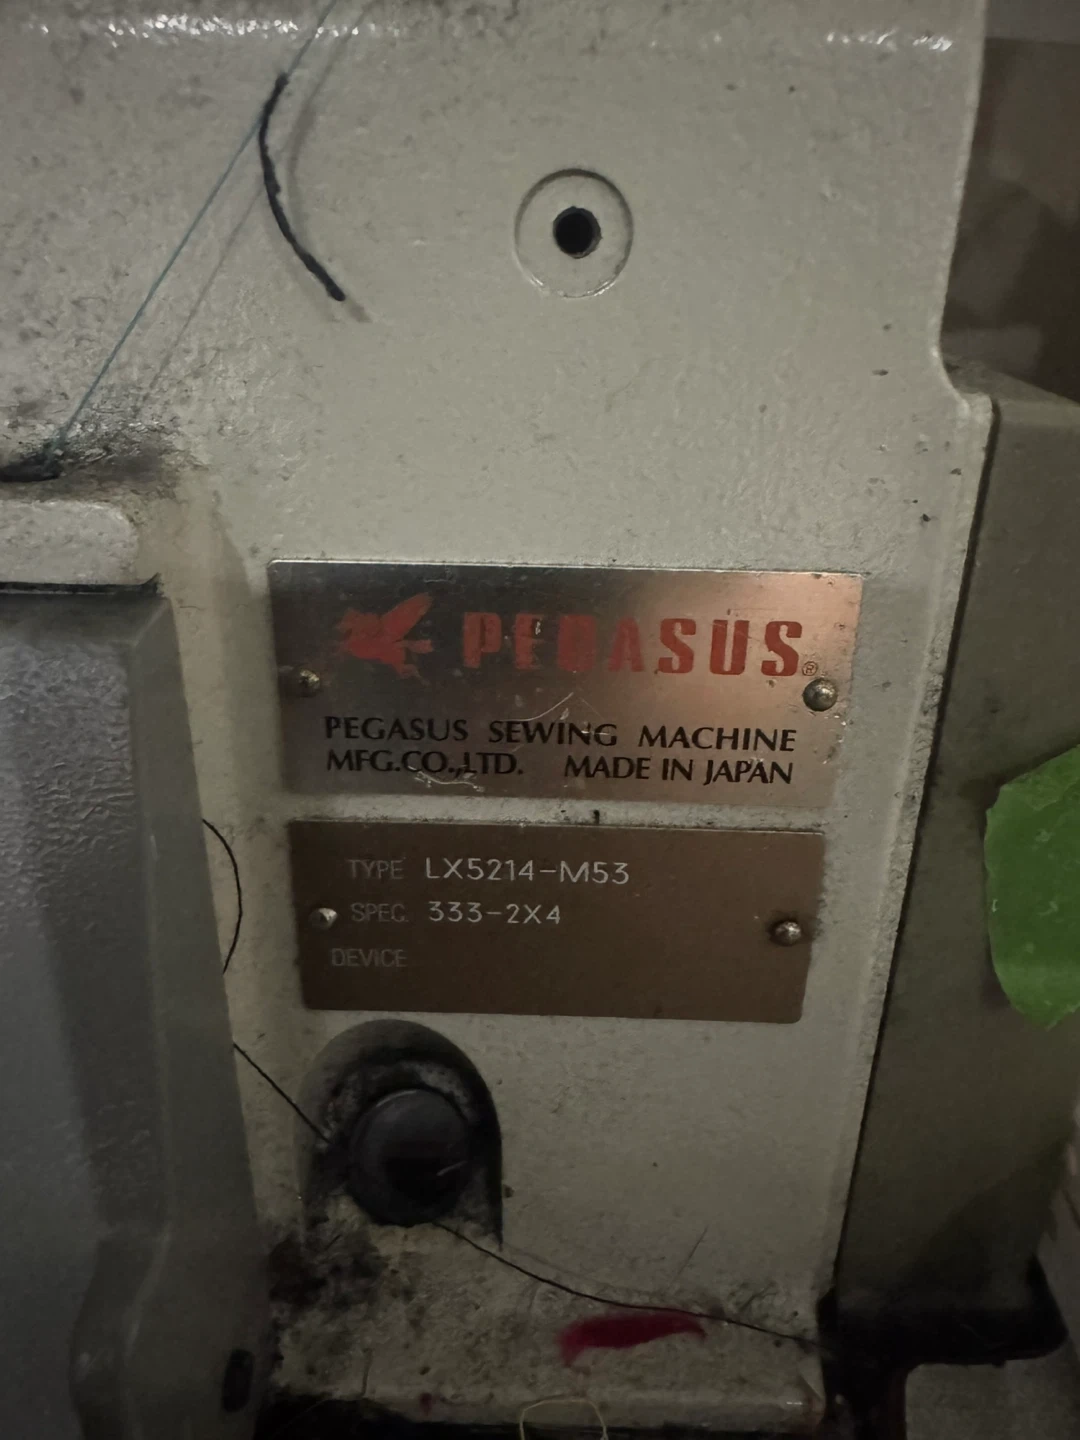 PEGASUS®
PEGASUS SEWING MACHINE
MFG.CO.,LTD. MADE IN JAPAN
TYPE LX5214-M53
SPEC. 333-2X4
DEVICE